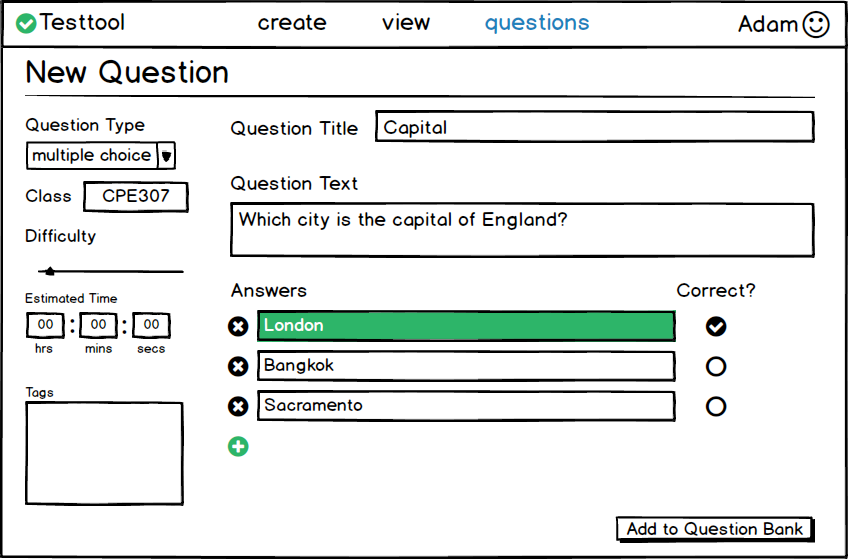 Testtool create view questions Adam
New Question
Question Type
multiple choice
Class CPE307
Difficulty
Estimated Time
00 : 00 : 00
hrs mins secs
Tags
Question Title Capital
Question Text
Which city is the capital of England?
Answers Correct?
London
Bangkok
Sacramento
Add to Question Bank